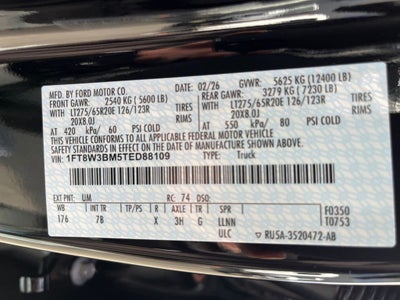 MFD. BY FORD MOTOR CO. 02/26 GVWR: 5625 KG (12400 LB)
FRONT GAWR: 2540 KG ( 5600 LB) REAR GAWR: 3279 KG ( 7230 LB)
LT275/65R20E 126/123R TIRES WITH LT275/65R20E 126/123R TIRES
20X8.0J RIMS 20X8.0J RIMS
AT 420 kPa/ 60 PSI COLD AT 550 kPa/ 80 PSI COLD
THIS VEHICLE CONFORMS TO ALL APPLICABLE FEDERAL MOTOR VEHICLE
SAFETY STANDARDS IN EFFECT ON THE DATE OF MANUFACTURE SHOWN ABOVE.
VIN: 1FT8W3BM5TED88109 TYPE: Truck
EXT PNT: UM RC: 74 DSO: F0350
WB INT TR TP/PS R AXLE TR SPR T0753
176 7B X 3H G LLNN
ULC RU5A-3520472-AB